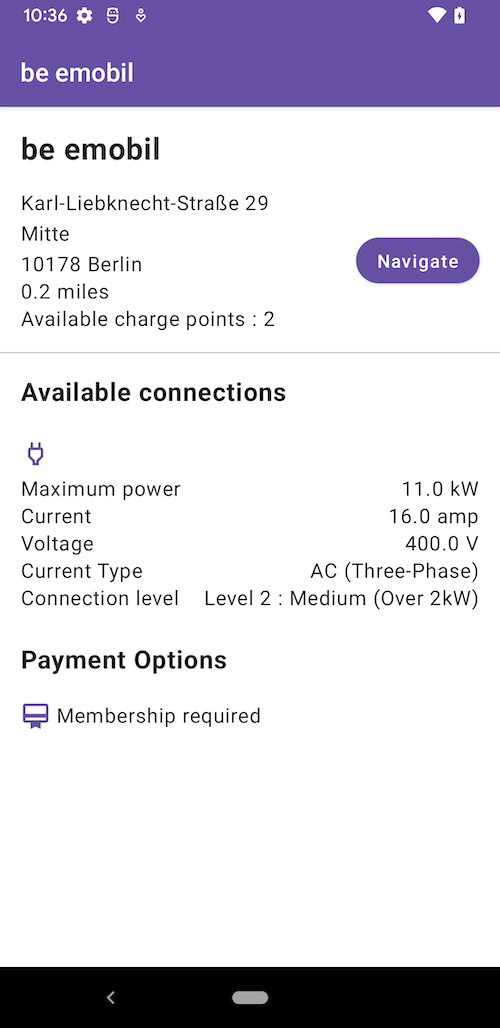 10:36
be emobil
be emobil
Karl-Liebknecht-Straße 29
Mitte
10178 Berlin
0.2 miles
Available charge points : 2
Navigate
Available connections
Maximum power 11.0 kW
Current 16.0 amp
Voltage 400.0 V
Current Type AC (Three-Phase)
Connection level Level 2 : Medium (Over 2kW)
Payment Options
Membership required